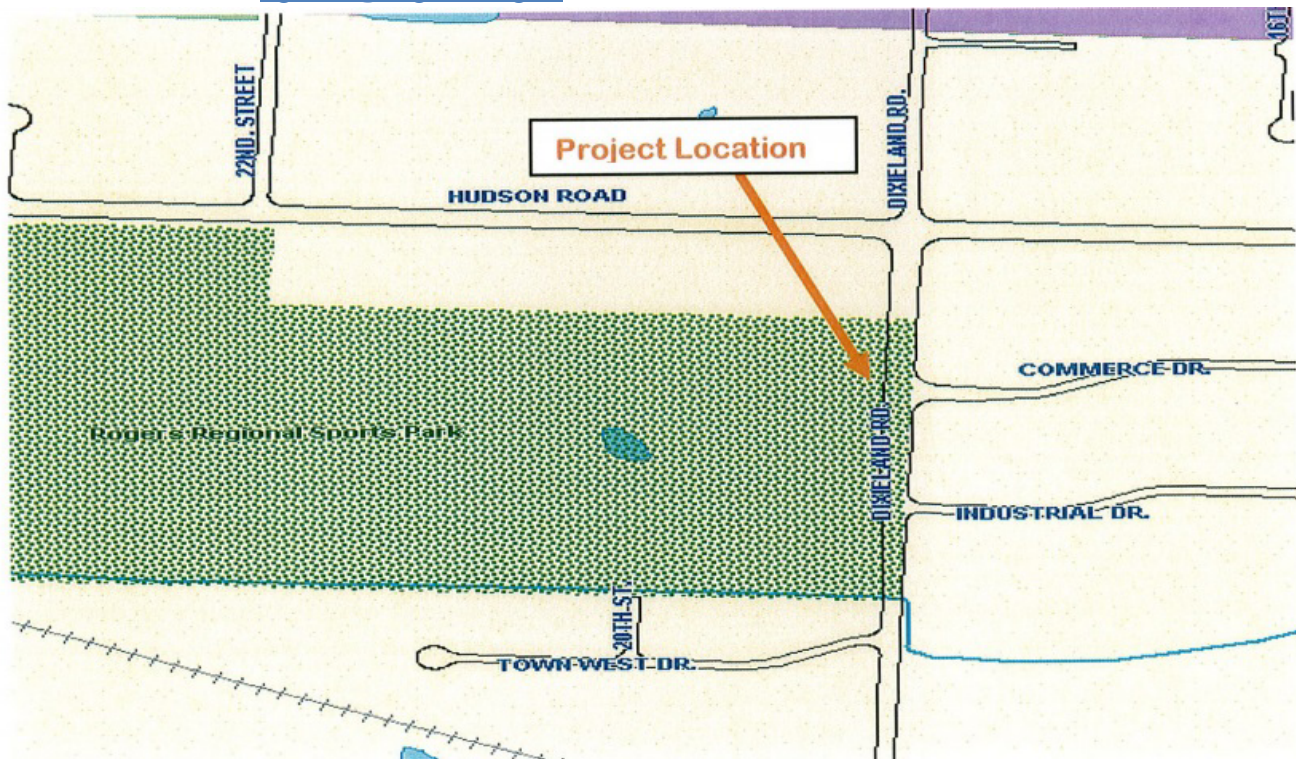 22ND. STREET
DIXIELAND RD.
Project Location
HUDSON ROAD
COMMERCE DR.
Rogers Regional Sports Park
DIXIELAND RD.
INDUSTRIAL DR.
20TH ST.
TOWN WEST DR.